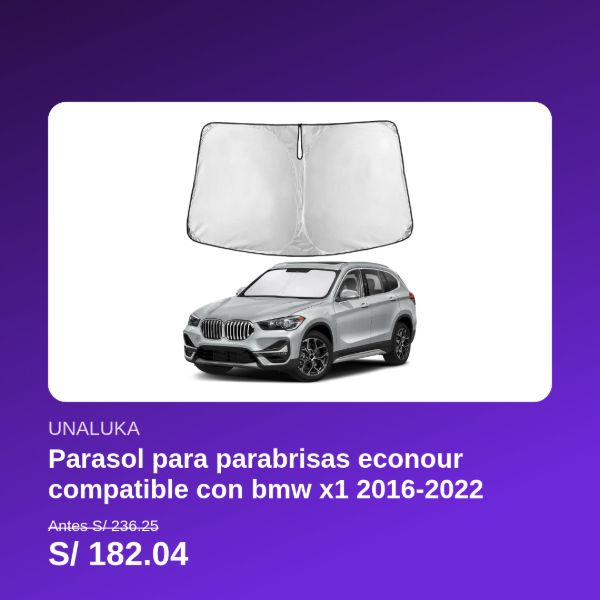 UNALUKA
Parasol para parabrisas econour
compatible con bmw x1 2016-2022
Antes S/ 236.25
S/ 182.04